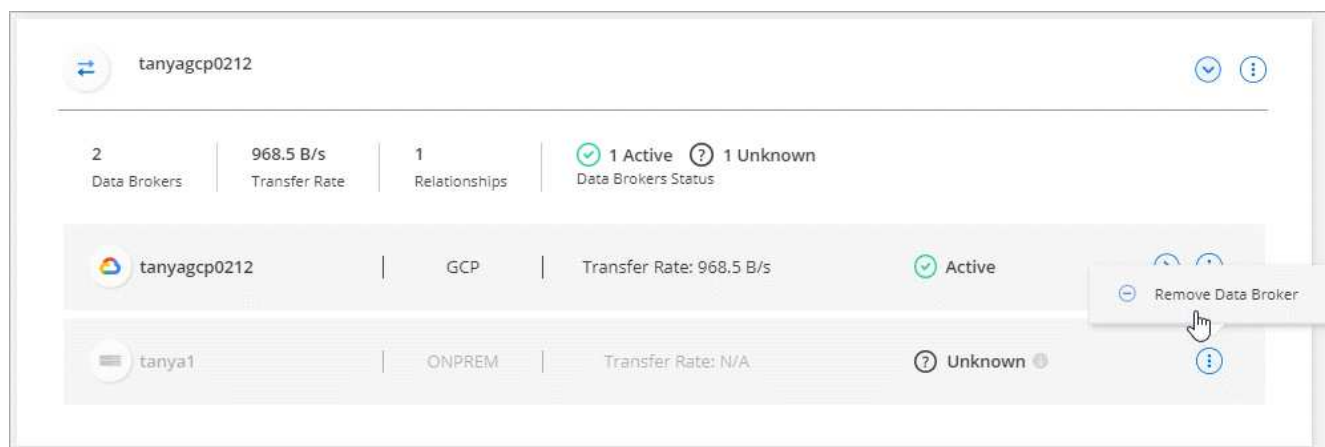 tanyagcp0212
2 968.5 B/s 1 1 Active 1 Unknown
Data Brokers Transfer Rate Relationships Data Brokers Status
tanyagcp0212 GCP Transfer Rate: 968.5 B/s Active
Remove Data Broker
tanya1 ONPREM Transfer Rate: N/A Unknown